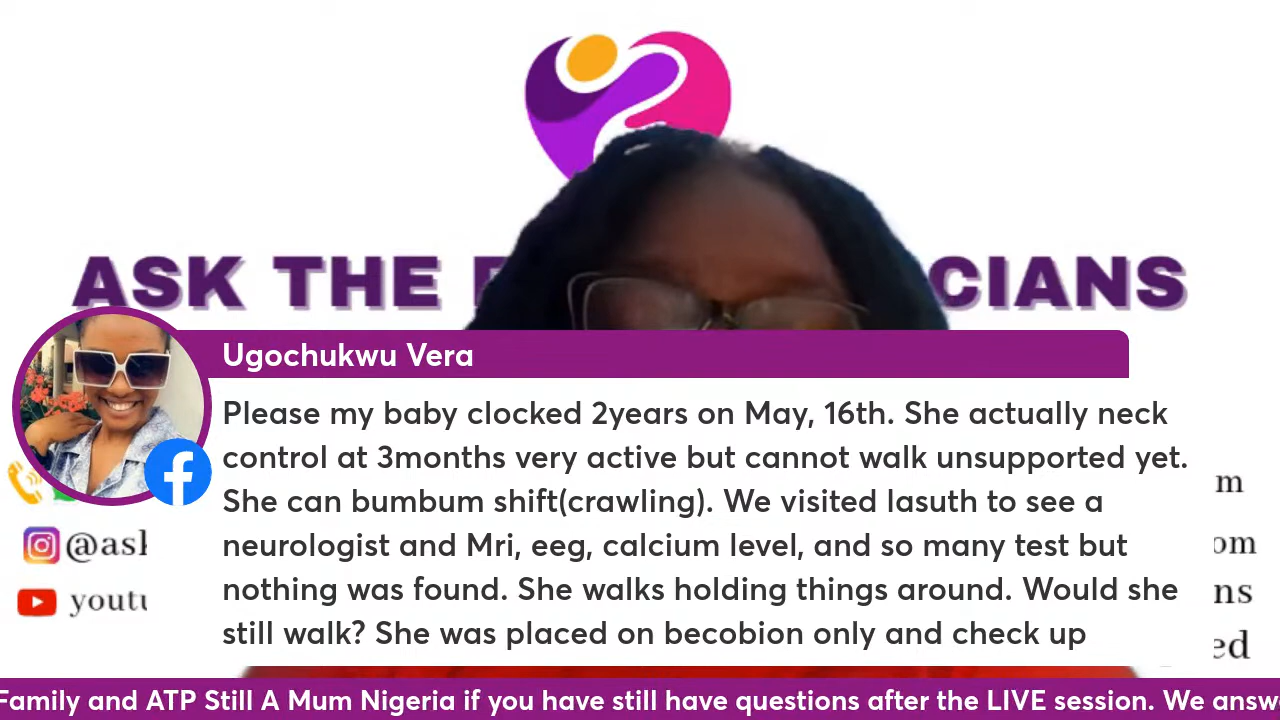 ASK THE CIANS
Ugochukwu Vera
Please my baby clocked 2years on May, 16th. She actually neck
control at 3months very active but cannot walk unsupported yet.
She can bumbum shift(crawling). We visited lasuth to see a
neurologist and Mri, eeg, calcium level, and so many test but
nothing was found. She walks holding things around. Would she
still walk? She was placed on becobion only and check up
Family and ATP Still A Mum Nigeria if you have still have questions after the LIVE session. We